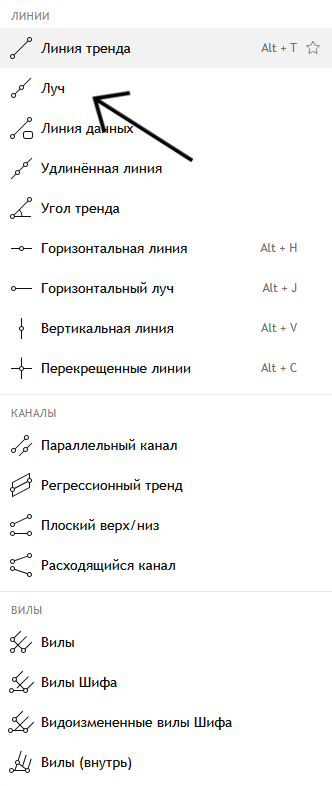 ЛИНИИ
Линия тренда Alt + T
Луч
Линия данных
Удлинённая линия
Угол тренда
Горизонтальная линия Alt + H
Горизонтальный луч Alt + J
Вертикальная линия Alt + V
Перекрещенные линии Alt + C
КАНАЛЫ
Параллельный канал
Регрессионный тренд
Плоский верх/низ
Расходящийся канал
ВИЛЫ
Вилы
Вилы Шифа
Видоизмененные вилы Шифа
Вилы (внутрь)